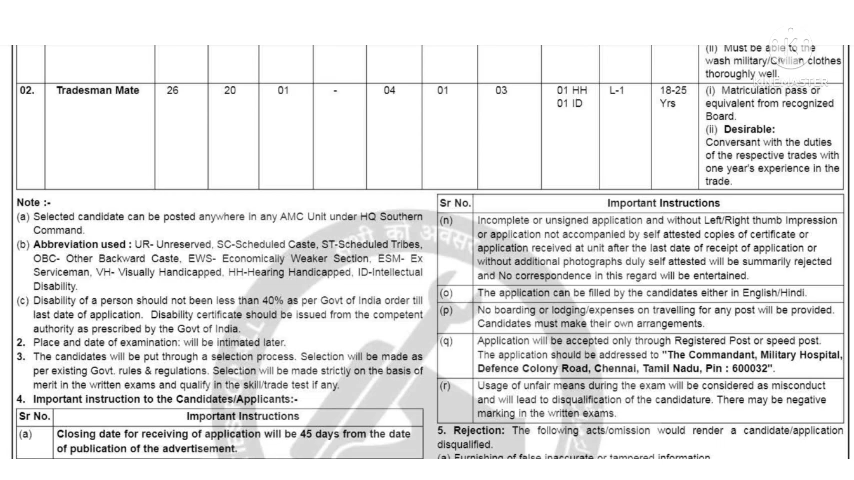 (ii) Must be able to the
wash military/Civilian clothes
thoroughly well.
KINEMASTER
02. Tradesman Mate 26 20 01 - 04 01 03 01 HH L-1 18-25 (i) Matriculation pass or
01 ID Yrs equivalent from recognized
Board.
(ii) Desirable:
Conversant with the duties
of the respective trades with
one year's experience in the
trade.
Note :-
(a) Selected candidate can be posted anywhere in any AMC Unit under HQ Southern
Command.
(b) Abbreviation used : UR- Unreserved, SC-Scheduled Caste, ST-Scheduled Tribes,
OBC- Other Backward Caste, EWS- Economically Weaker Section, ESM- Ex
Serviceman, VH- Visually Handicapped, HH-Hearing Handicapped, ID-Intellectual
Disability.
(c) Disability of a person should not been less than 40% as per Govt of India order till
last date of application. Disability certificate should be issued from the competent
authority as prescribed by the Govt of India.
2. Place and date of examination: will be intimated later.
3. The candidates will be put through a selection process. Selection will be made as
per existing Govt. rules & regulations. Selection will be made strictly on the basis of
merit in the written exams and qualify in the skill/trade test if any.
4. Important instruction to the Candidates/Applicants:-
Sr No. Important Instructions
(a) Closing date for receiving of application will be 45 days from the date
of publication of the advertisement.
Sr No. Important Instructions
(n) Incomplete or unsigned application and without Left/Right thumb Impression
or application not accompanied by self attested copies of certificate or
application received at unit after the last date of receipt of application or
without additional photographs duly self attested will be summarily rejected
and No correspondence in this regard will be entertained.
(o) The application can be filled by the candidates either in English/Hindi.
(p) No boarding or lodging/expenses on travelling for any post will be provided.
Candidates must make their own arrangements.
(q) Application will be accepted only through Registered Post or speed post.
The application should be addressed to "The Commandant, Military Hospital,
Defence Colony Road, Chennai, Tamil Nadu, Pin : 600032".
(r) Usage of unfair means during the exam will be considered as misconduct
and will lead to disqualification of the candidature. There may be negative
marking in the written exams.
5. Rejection: The following acts/omission would render a candidate/application
disqualified.
(a) Furnishing of false inaccurate or tampered information